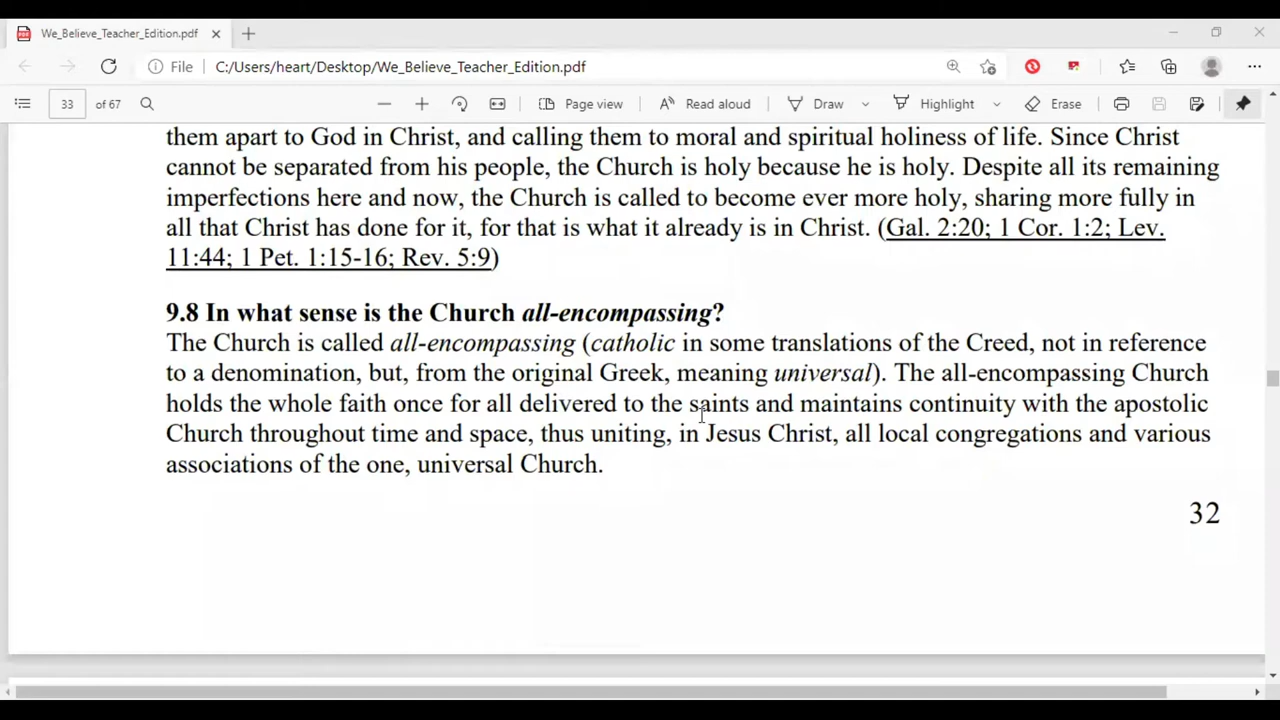 We_Believe_Teacher_Edition.pdf
File C:/Users/heart/Desktop/We_Believe_Teacher_Edition.pdf
33 of 67 Page view Read aloud Draw Highlight Erase
them apart to God in Christ, and calling them to moral and spiritual holiness of life. Since Christ
cannot be separated from his people, the Church is holy because he is holy. Despite all its remaining
imperfections here and now, the Church is called to become ever more holy, sharing more fully in
all that Christ has done for it, for that is what it already is in Christ. (Gal. 2:20; 1 Cor. 1:2; Lev.
11:44; 1 Pet. 1:15-16; Rev. 5:9)
9.8 In what sense is the Church all-encompassing?
The Church is called all-encompassing (catholic in some translations of the Creed, not in reference
to a denomination, but, from the original Greek, meaning universal). The all-encompassing Church
holds the whole faith once for all delivered to the saints and maintains continuity with the apostolic
Church throughout time and space, thus uniting, in Jesus Christ, all local congregations and various
associations of the one, universal Church.
32